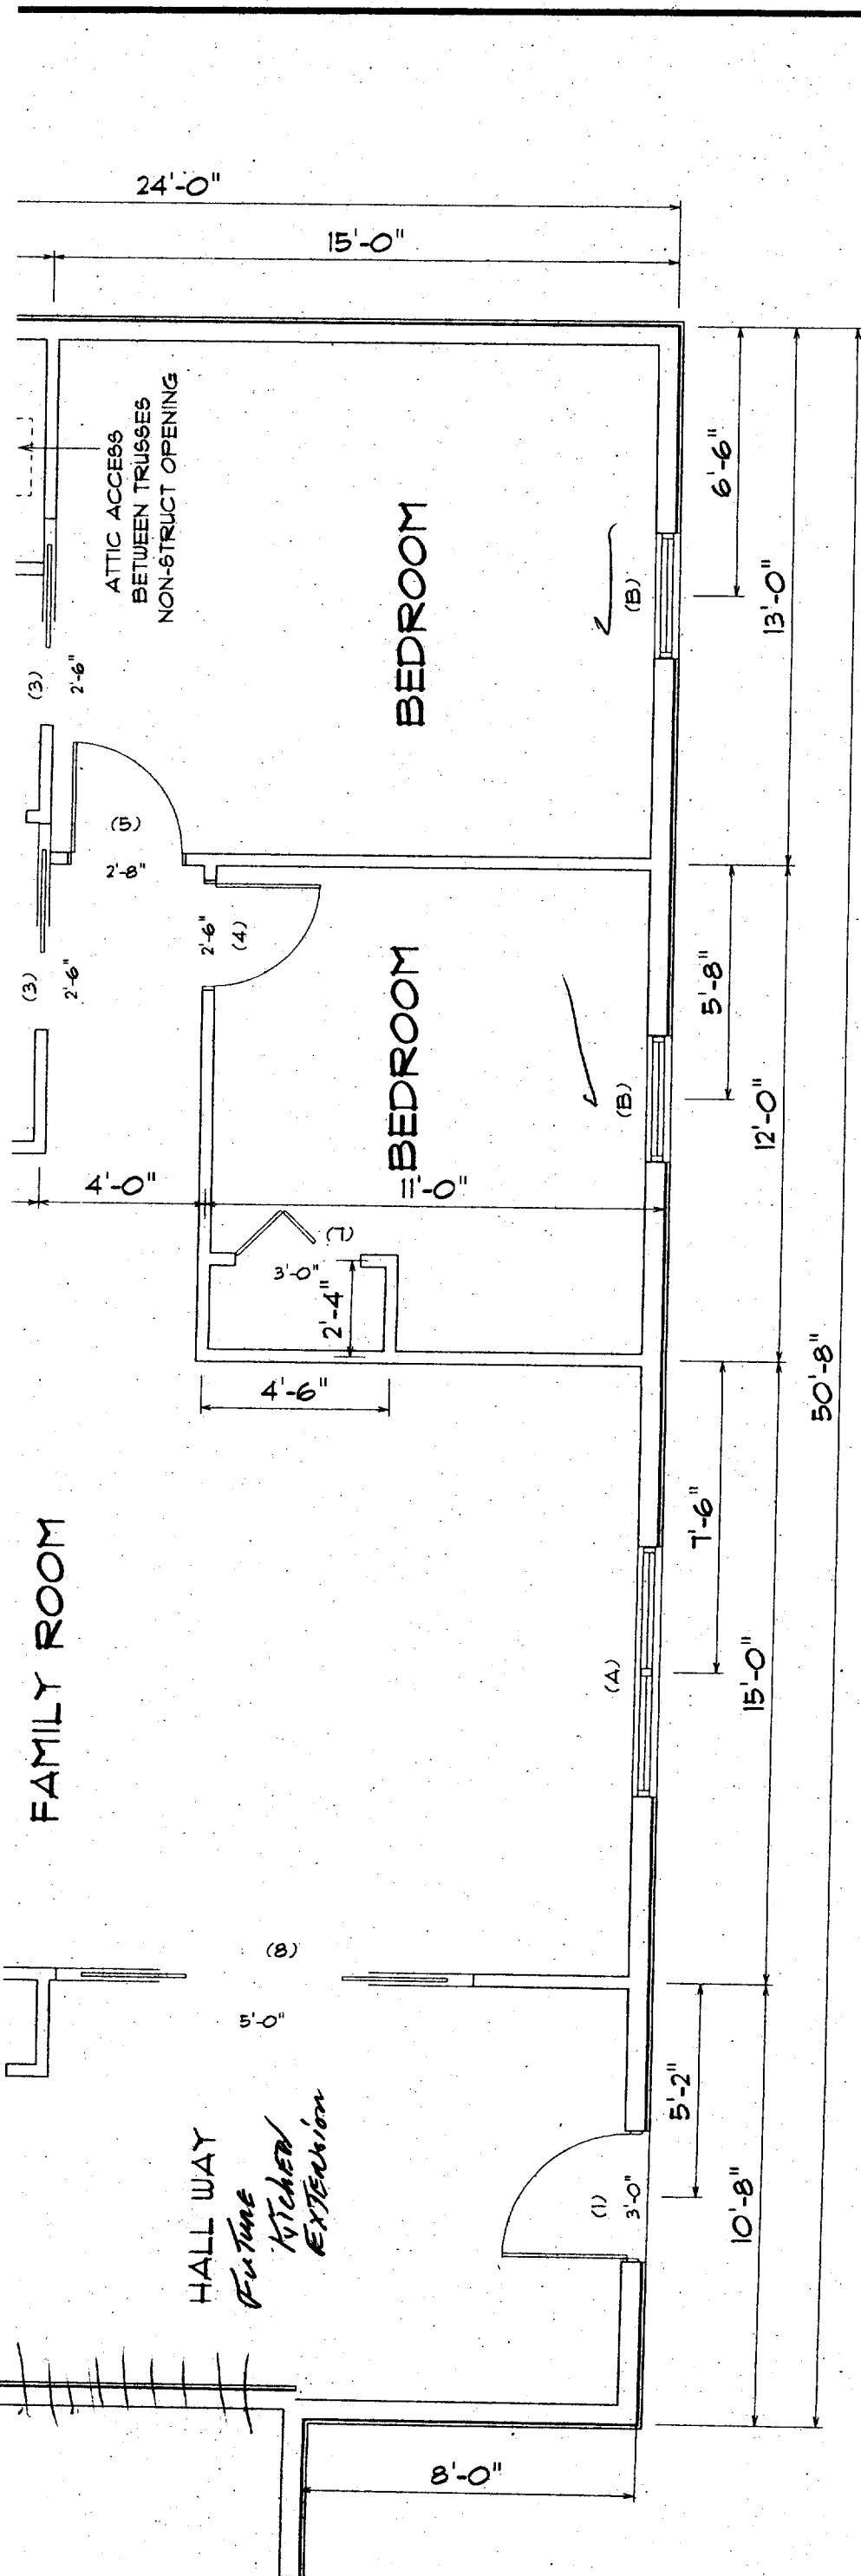 24'-0"
15'-0"
ATTIC ACCESS
BETWEEN TRUSSES
NON-STRUCT OPENING
6'-6"
13'-0"
BEDROOM
(B)
(3)
2'-6"
(5)
2'-8"
2'-6"
(4)
(3)
2'-6"
BEDROOM
(B)
5'-8"
12'-0"
4'-0"
11'-0"
(7)
3'-0"
2'-4"
4'-6"
50'-8"
FAMILY ROOM
7'-6"
(A)
15'-0"
(8)
5'-0"
5'-2"
HALL WAY
FUTURE
KITCHEN
EXTENSION
(1)
3'-0"
10'-8"
8'-0"